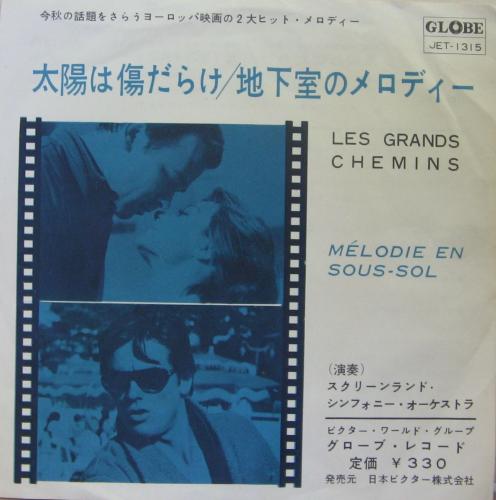 今秋の話題をさらうヨーロッパ映画の2大ヒット・メロディー
GLOBE
JET-1315
太陽は傷だらけ/地下室のメロディー
LES GRANDS
CHEMINS
MÉLODIE EN
SOUS-SOL
(演奏)
スクリーンランド・
シンフォニー・オーケストラ
ビクター・ワールド・グループ
グローブ・レコード
定価 ¥330
発売元 日本ビクター株式会社